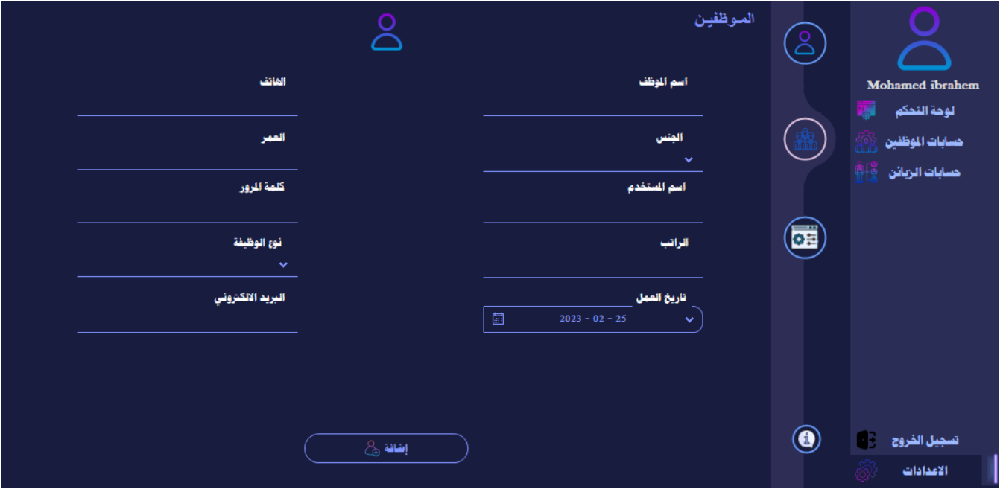 Mohamed ibrahem
لوحة التحكم
حسابات الموظفين
حسابات الزبائن
تسجيل الخروج
الاعدادات
الموظفين
اسم الموظف
الهاتف
الجنس
العمر
اسم المستخدم
كلمة المرور
الراتب
نوع الوظيفة
تاريخ العمل
2023 - 02 - 25
البريد الالكتروني
إضافة